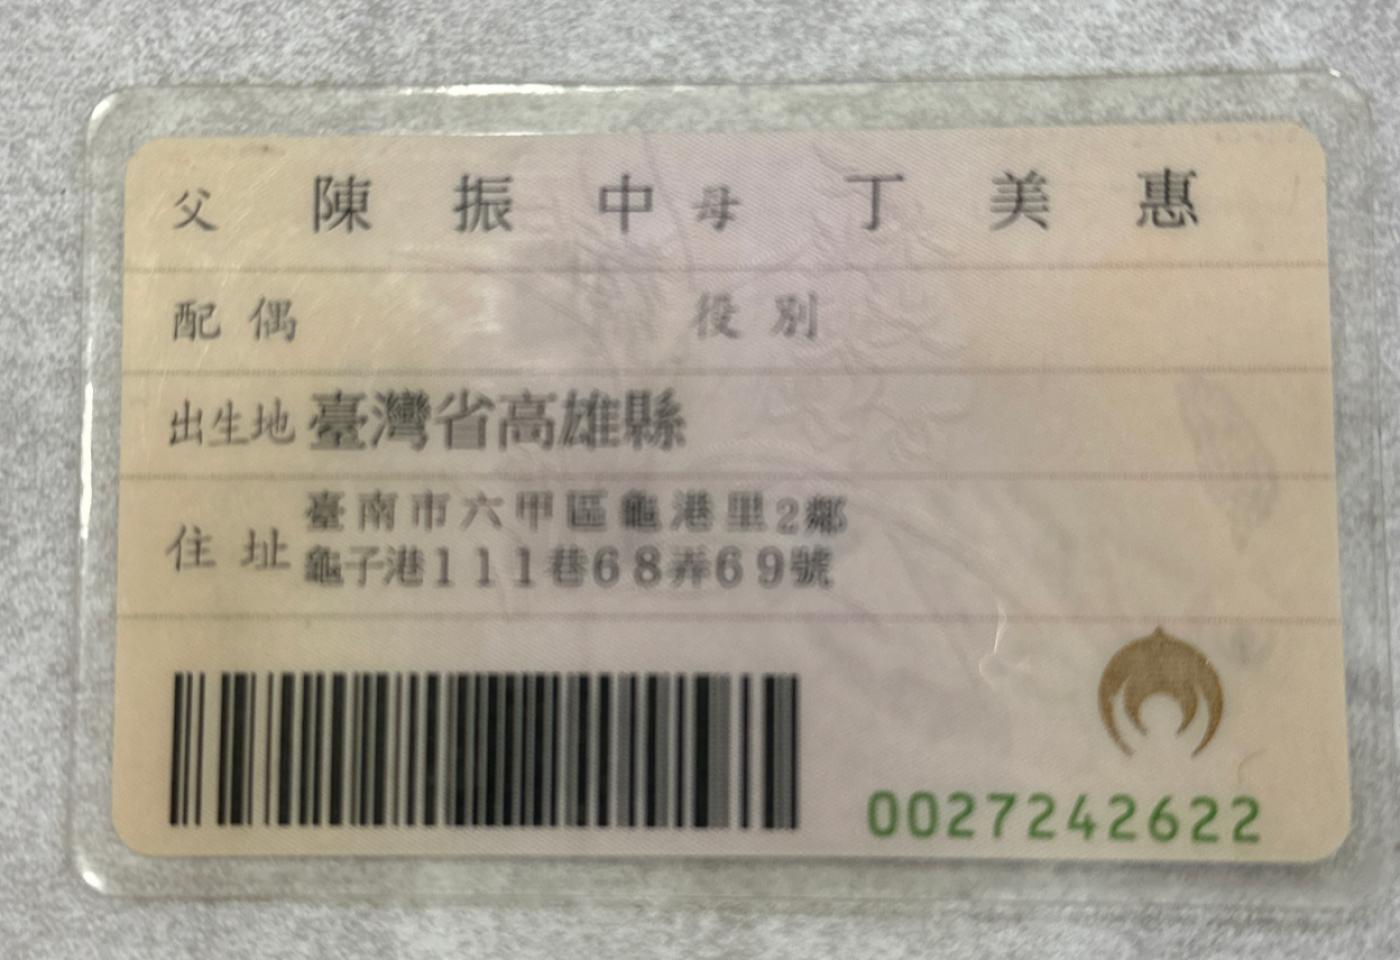 父 陳振中 母 丁美惠
配偶 役別
出生地 臺灣省高雄縣
住址 臺南市六甲區龜港里2鄰
龜子港111巷68弄69號
0027242622